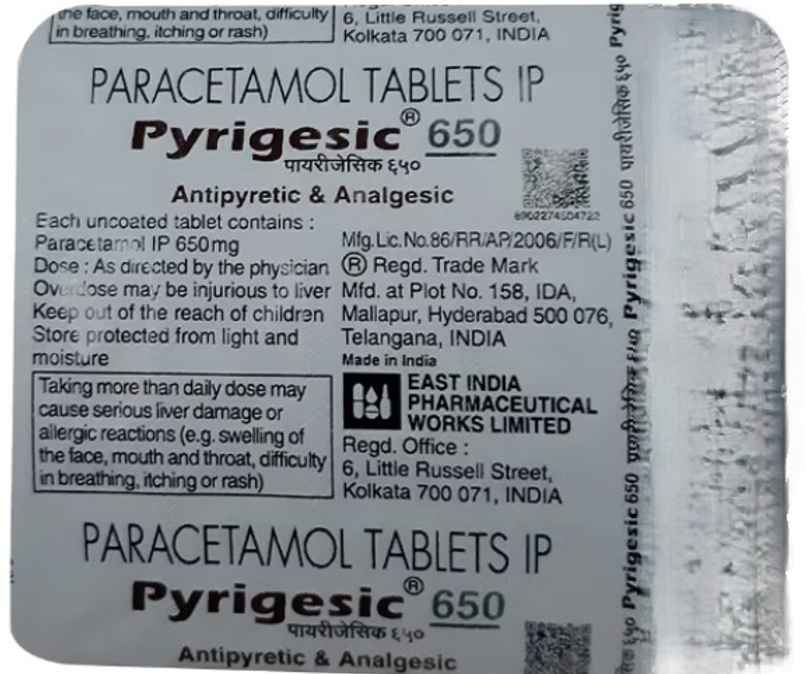 the face, mouth and throat, difficulty
in breathing, itching or rash)
6, Little Russell Street,
Kolkata 700 071, INDIA
PARACETAMOL TABLETS IP
Pyrigesic® 650
पायरीजेसिक ६५०
Antipyretic & Analgesic
Each uncoated tablet contains :
Paracetamol IP 650mg
Dose : As directed by the physician
Overdose may be injurious to liver
Keep out of the reach of children
Store protected from light and
moisture
Taking more than daily dose may
cause serious liver damage or
allergic reactions (e.g. swelling of
the face, mouth and throat, difficulty
in breathing, itching or rash)
Mfg.Lic.No.86/RR/AP/2006/F/R(L)
® Regd. Trade Mark
Mfd. at Plot No. 158, IDA,
Mallapur, Hyderabad 500 076,
Telangana, INDIA
Made in India
EAST INDIA
PHARMACEUTICAL
WORKS LIMITED
Regd. Office :
6, Little Russell Street,
Kolkata 700 071, INDIA
PARACETAMOL TABLETS IP
Pyrigesic® 650
पायरीजेसिक ६५०
Antipyretic & Analgesic
६५० Pyrigesic 650 पायरीजेसिक ६५० Pyrigesic 650 पायरीजेसिक ६५० Pyrig